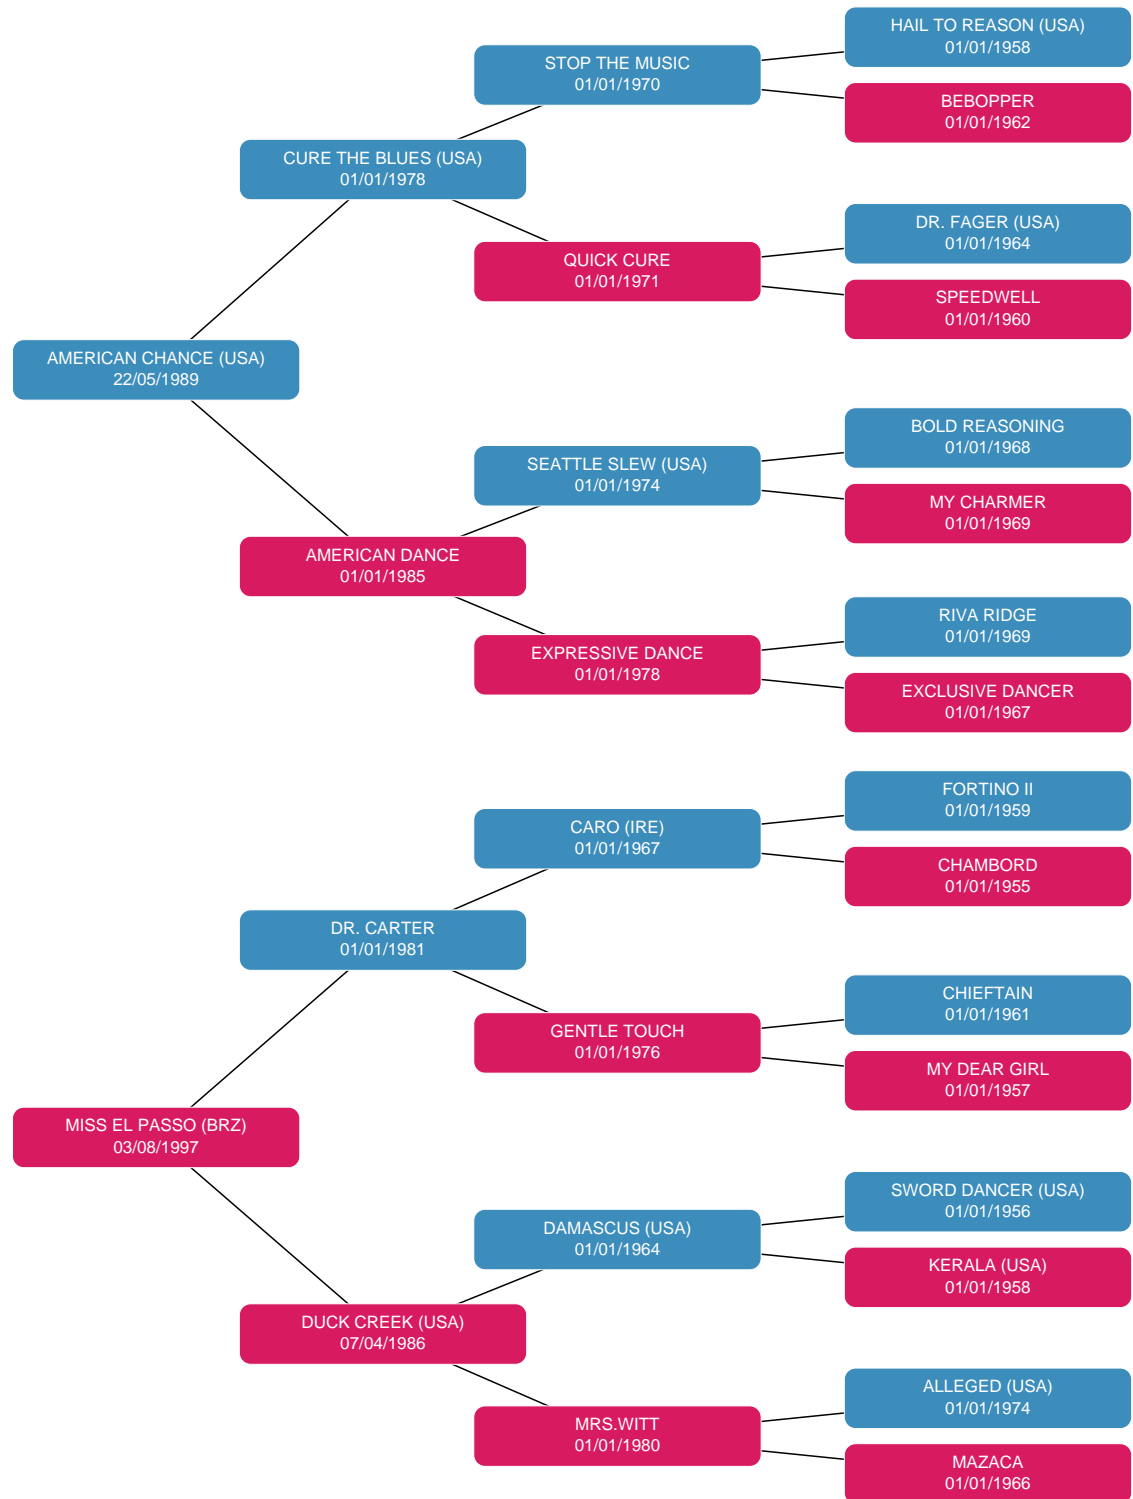 HAIL TO REASON (USA)
01/01/1958
STOP THE MUSIC
01/01/1970
BEBOPPER
01/01/1962
CURE THE BLUES (USA)
01/01/1978
DR. FAGER (USA)
01/01/1964
QUICK CURE
01/01/1971
SPEEDWELL
01/01/1960
AMERICAN CHANCE (USA)
22/05/1989
BOLD REASONING
01/01/1968
SEATTLE SLEW (USA)
01/01/1974
MY CHARMER
01/01/1969
AMERICAN DANCE
01/01/1985
RIVA RIDGE
01/01/1969
EXPRESSIVE DANCE
01/01/1978
EXCLUSIVE DANCER
01/01/1967
FORTINO II
01/01/1959
CARO (IRE)
01/01/1967
CHAMBORD
01/01/1955
DR. CARTER
01/01/1981
CHIEFTAIN
01/01/1961
GENTLE TOUCH
01/01/1976
MY DEAR GIRL
01/01/1957
MISS EL PASSO (BRZ)
03/08/1997
SWORD DANCER (USA)
01/01/1956
DAMASCUS (USA)
01/01/1964
KERALA (USA)
01/01/1958
DUCK CREEK (USA)
07/04/1986
ALLEGED (USA)
01/01/1974
MRS.WITT
01/01/1980
MAZACA
01/01/1966